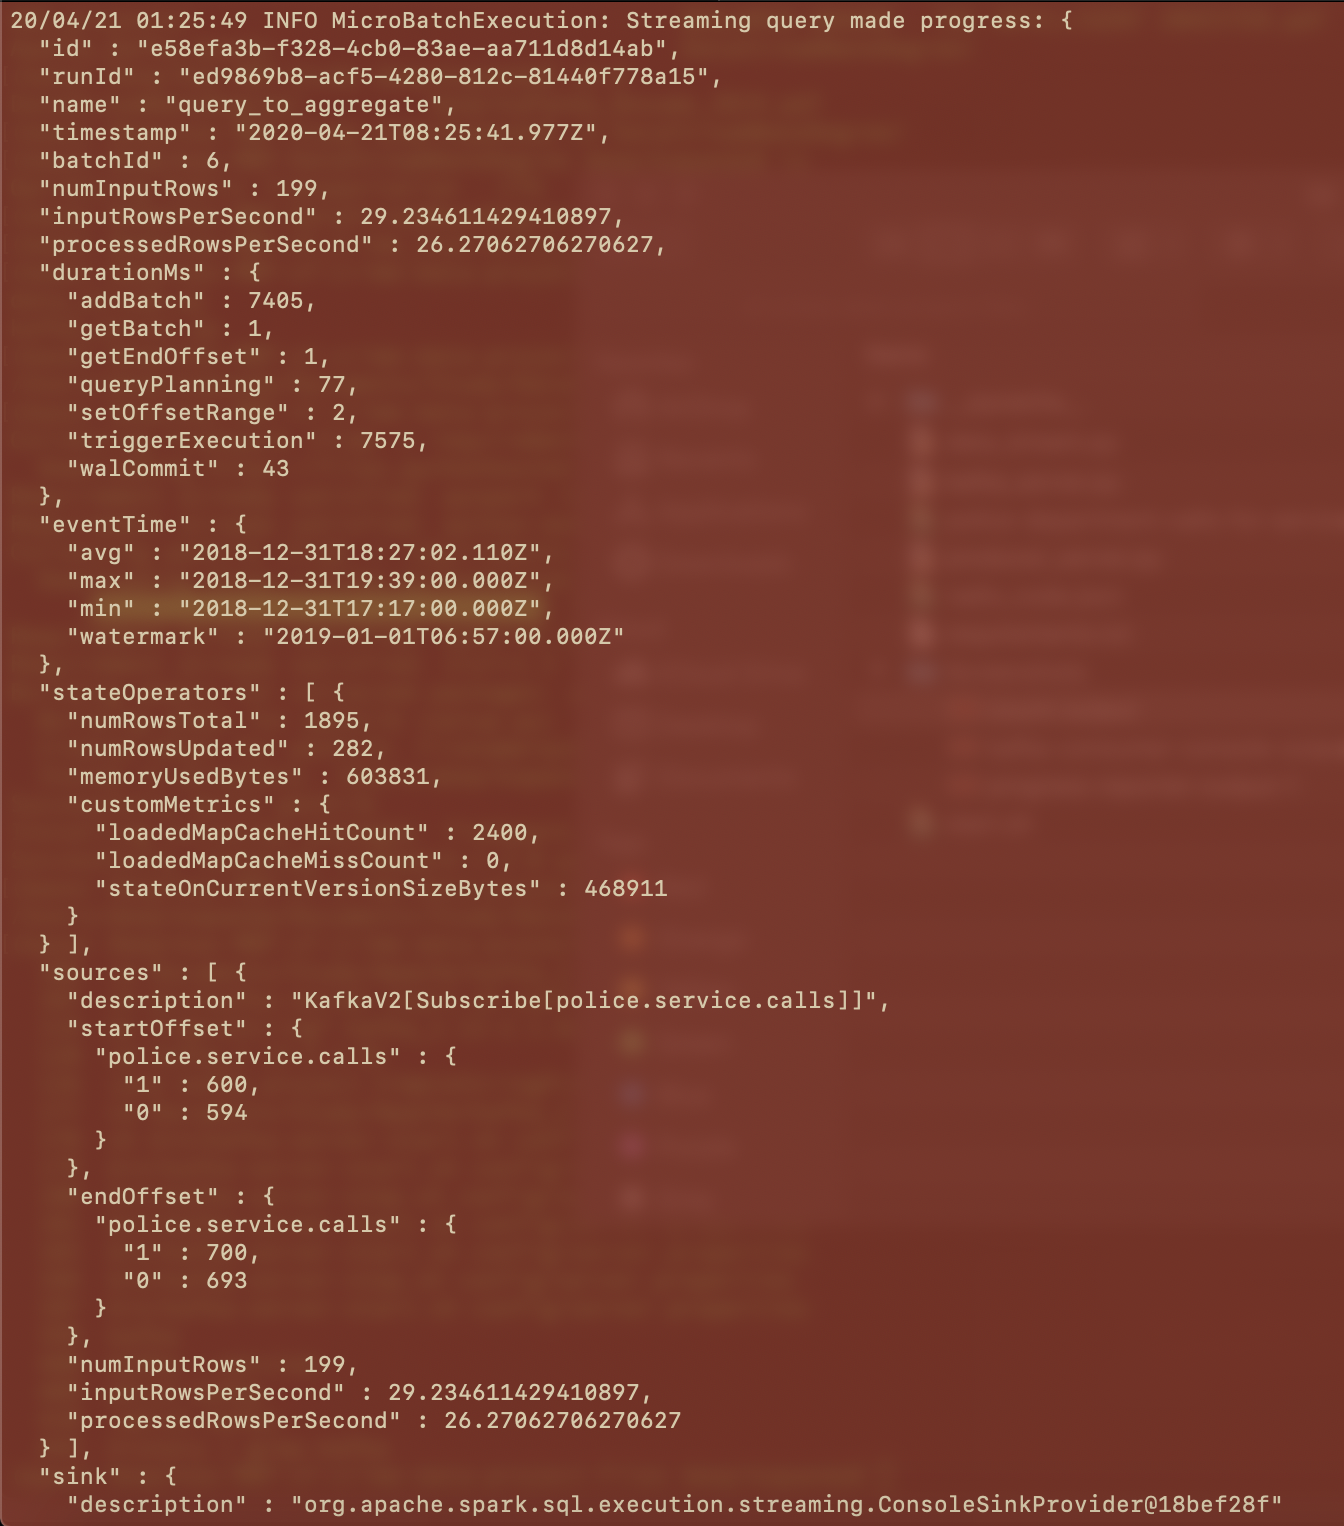 20/04/21 01:25:49 INFO MicroBatchExecution: Streaming query made progress: {
  "id" : "e58efa3b-f328-4cb0-83ae-aa711d8d14ab",
  "runId" : "ed9869b8-acf5-4280-812c-81440f778a15",
  "name" : "query_to_aggregate",
  "timestamp" : "2020-04-21T08:25:41.977Z",
  "batchId" : 6,
  "numInputRows" : 199,
  "inputRowsPerSecond" : 29.234611429410897,
  "processedRowsPerSecond" : 26.27062706270627,
  "durationMs" : {
    "addBatch" : 7405,
    "getBatch" : 1,
    "getEndOffset" : 1,
    "queryPlanning" : 77,
    "setOffsetRange" : 2,
    "triggerExecution" : 7575,
    "walCommit" : 43
  },
  "eventTime" : {
    "avg" : "2018-12-31T18:27:02.110Z",
    "max" : "2018-12-31T19:39:00.000Z",
    "min" : "2018-12-31T17:17:00.000Z",
    "watermark" : "2019-01-01T06:57:00.000Z"
  },
  "stateOperators" : [ {
    "numRowsTotal" : 1895,
    "numRowsUpdated" : 282,
    "memoryUsedBytes" : 603831,
    "customMetrics" : {
      "loadedMapCacheHitCount" : 2400,
      "loadedMapCacheMissCount" : 0,
      "stateOnCurrentVersionSizeBytes" : 468911
    }
  } ],
  "sources" : [ {
    "description" : "KafkaV2[Subscribe[police.service.calls]]",
    "startOffset" : {
      "police.service.calls" : {
        "1" : 600,
        "0" : 594
      }
    },
    "endOffset" : {
      "police.service.calls" : {
        "1" : 700,
        "0" : 693
      }
    },
    "numInputRows" : 199,
    "inputRowsPerSecond" : 29.234611429410897,
    "processedRowsPerSecond" : 26.27062706270627
  } ],
  "sink" : {
    "description" : "org.apache.spark.sql.execution.streaming.ConsoleSinkProvider@18bef28f"